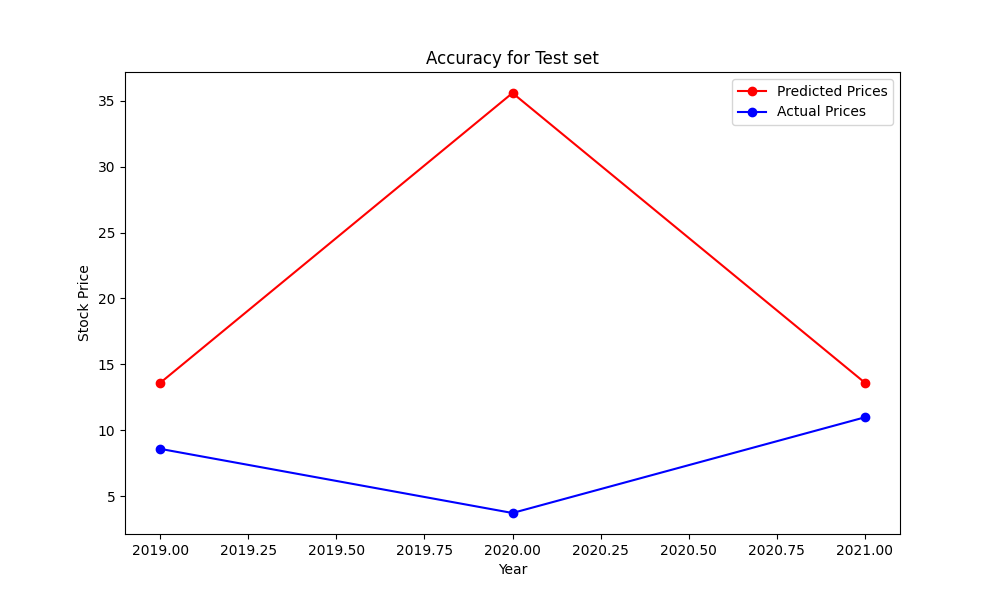 Accuracy for Test set
Predicted Prices
Actual Prices
Stock Price
35
30
25
20
15
10
5
2019.00 2019.25 2019.50 2019.75 2020.00 2020.25 2020.50 2020.75 2021.00
Year